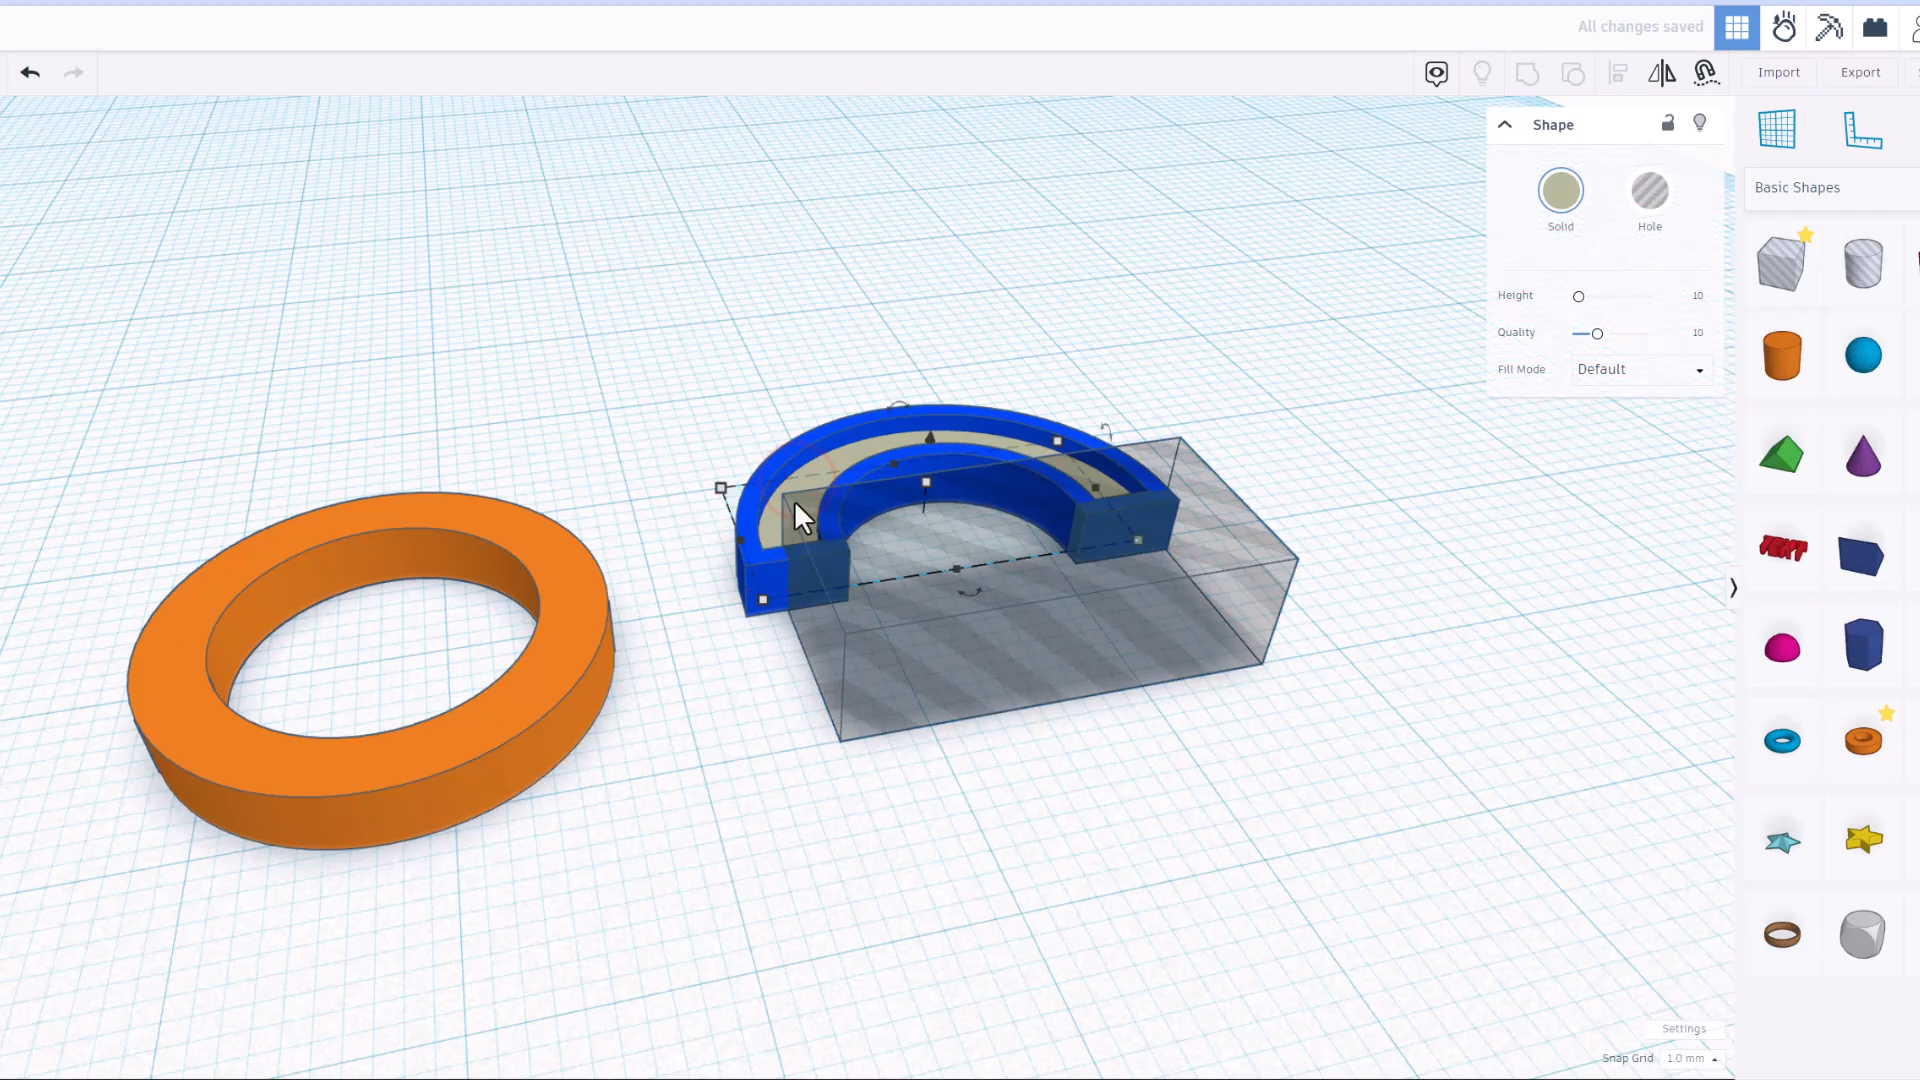 All changes saved
Import
Export
Shape
Solid
Hole
Height
10
Quality
10
Fill Mode
Default
Basic Shapes
TEXT
Settings
Snap Grid
1.0 mm